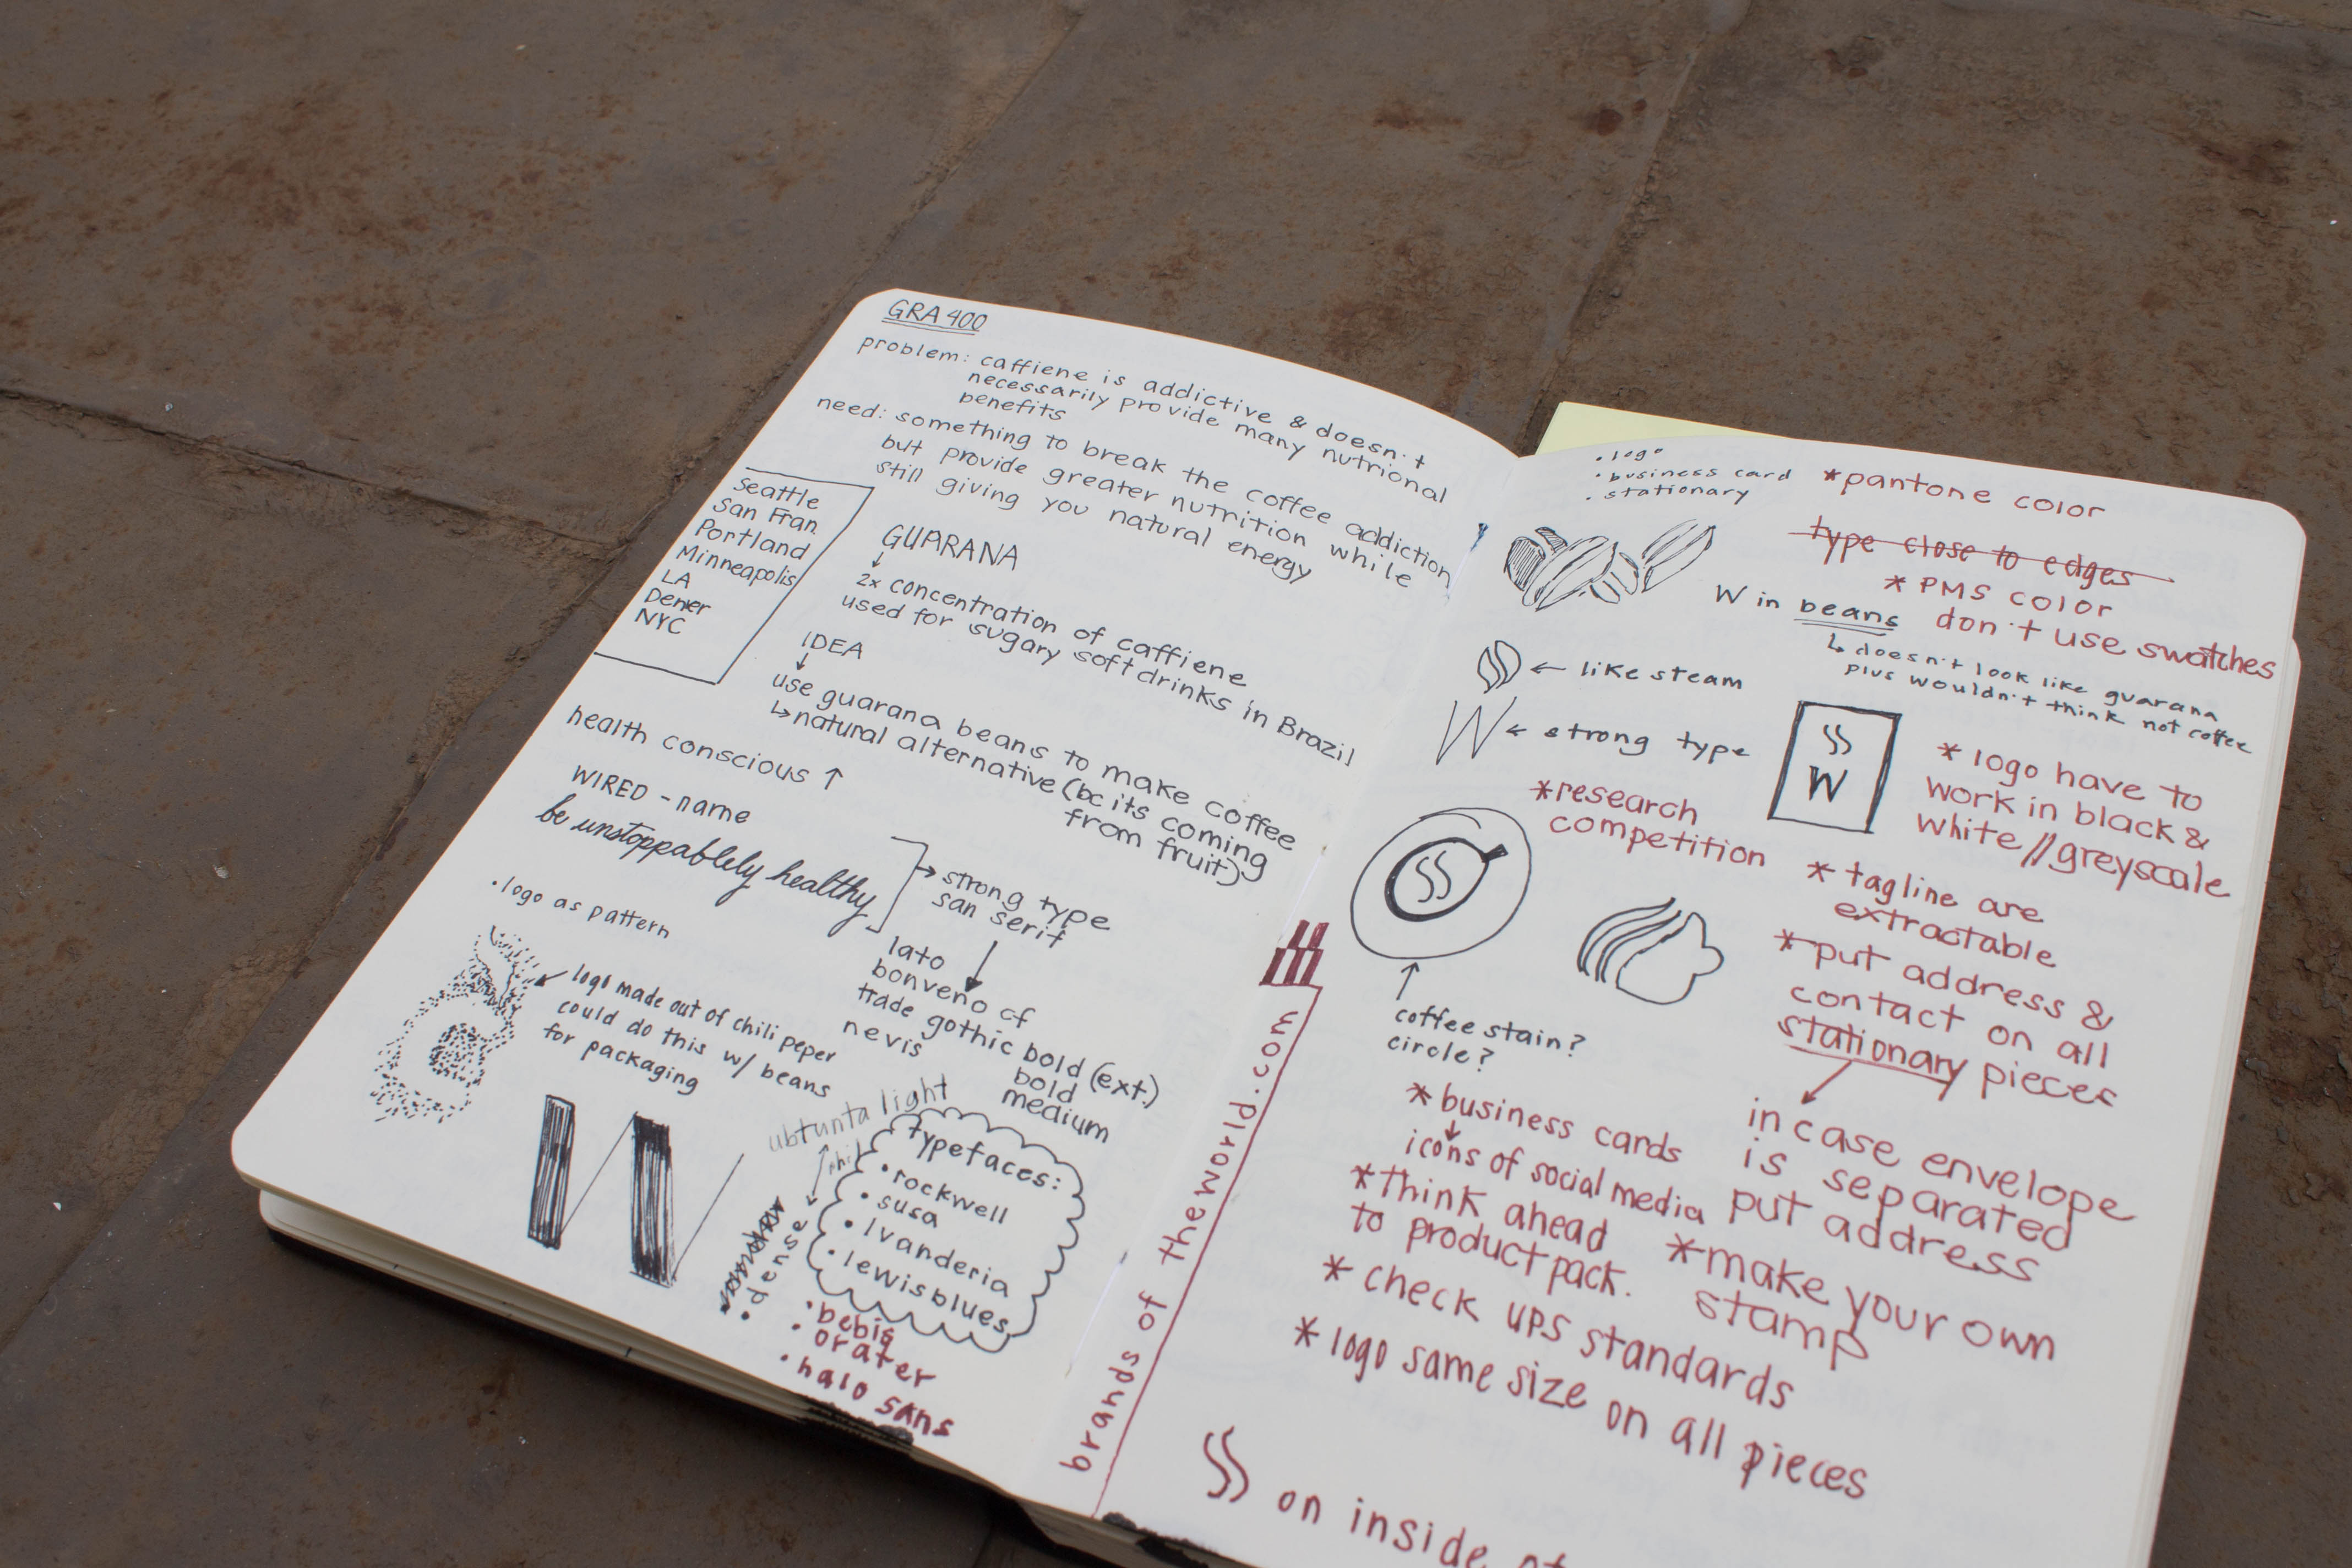 GRA 400
problem: caffiene is addictive & doesn't
necessarily provide many nutrional
benefits
need: something to break the coffee addiction
but provide greater nutrition while
still giving you natural energy
Seattle
San Fran
Portland
Minneapolis
LA
Denver
NYC
GUARANA
↓
2x concentration of caffiene
used for sugary soft drinks in Brazil
IDEA
↓
use guarana beans to make coffee
↳ natural alternative (bc its coming
from fruit)
health conscious ↑
WIRED - name
be unstoppablely healthy
→ strong type
san serif
lato
bonveno cf
trade gothic bold (ext.)
bold
medium
nevis
• logo as pattern
logo made out of chili peper
could do this w/ beans
for packaging
W
ubtunta light
• dense
typefaces:
• rockwell
• susa
• lvanderia
• lewisblues
• bebis
• orater
• halo sans
brands of theworld.com
• logo
• business card
• stationary
*pantone color
type close to edges
* PMS color
don't use swatches
W in beans
↳ doesn't look like guarana
plus wouldn't think not coffee
← like steam
W ← strong type
W
*research
competition
* logo have to
work in black &
white // greyscale
* tagline are
extractable
*put address &
contact on all
stationary pieces
in case envelope
is separated
put address
coffee stain?
circle?
* business cards
icons of social media
*think ahead
to product pack.
*make your own
stamp
* check UPS standards
* logo same size on all pieces
on inside